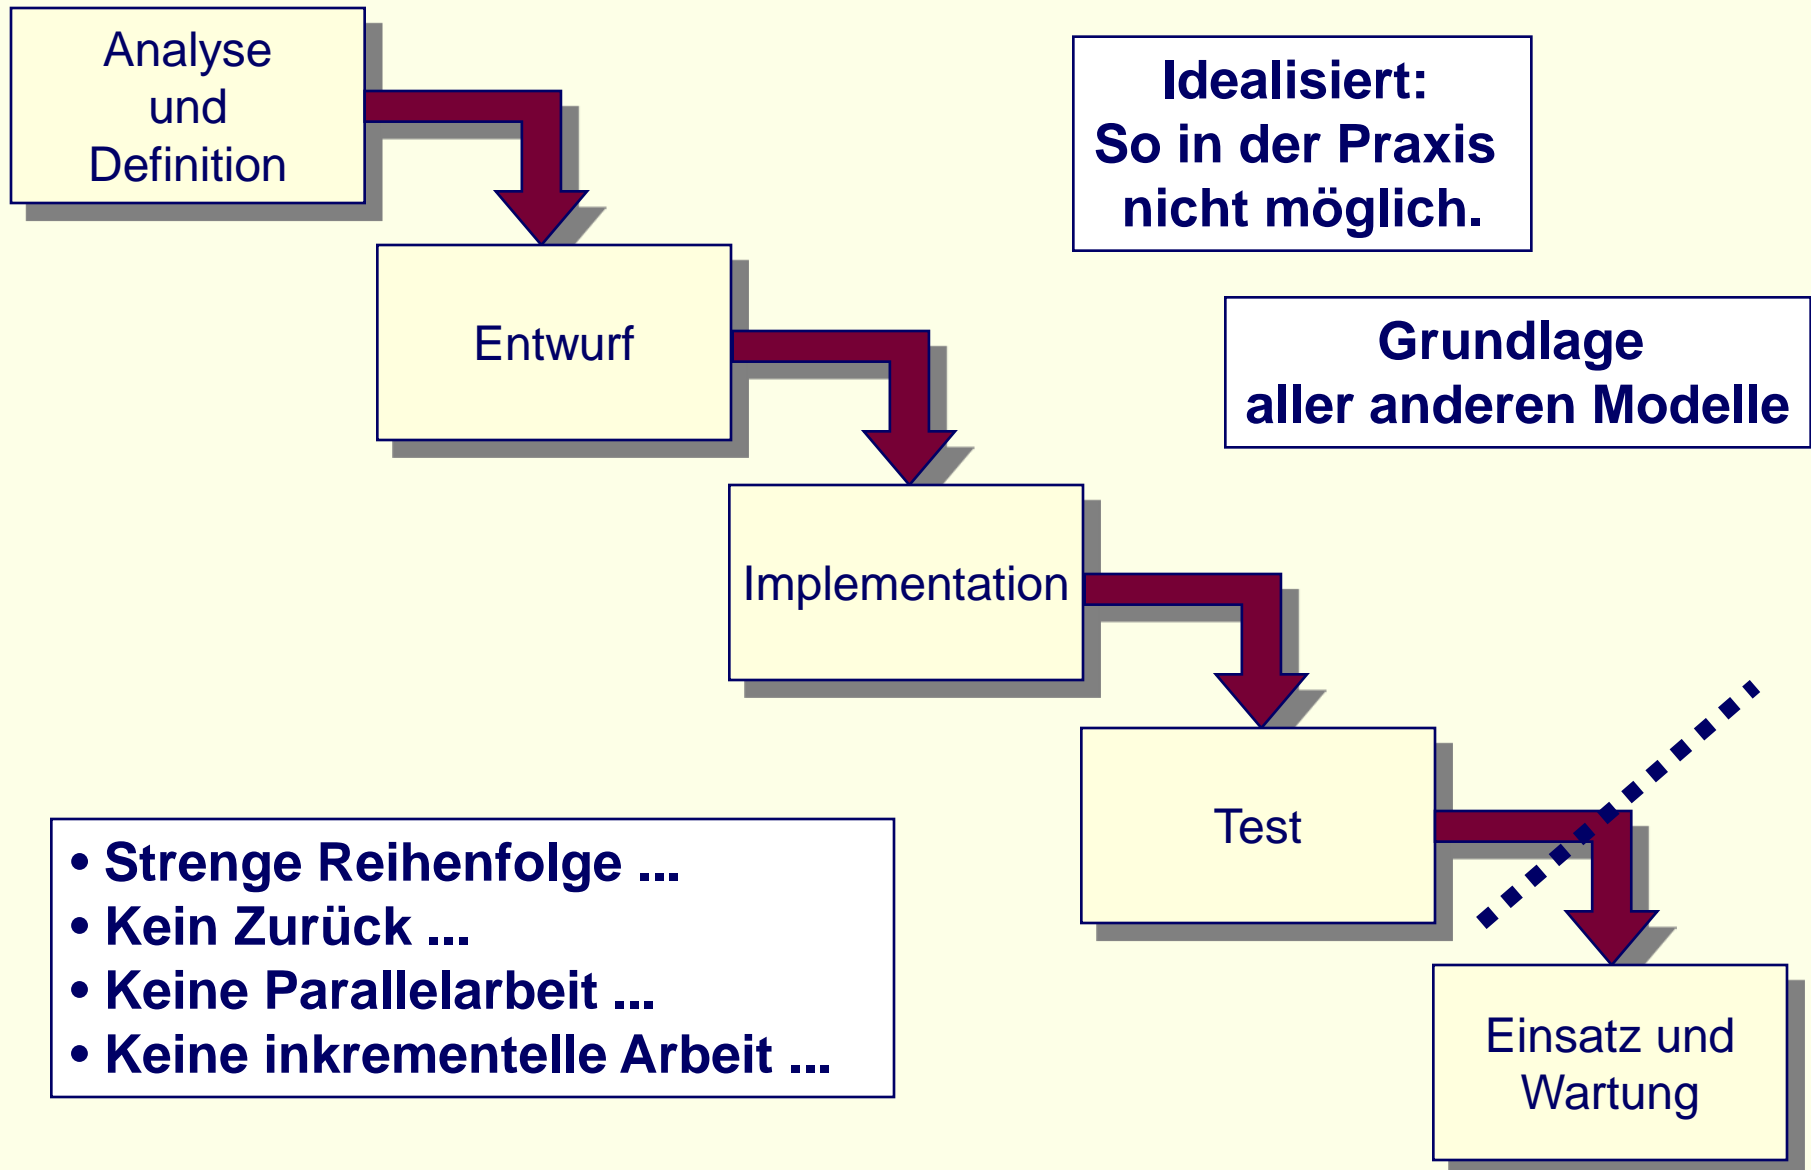 Analyse
und
Definition
Idealisiert:
So in der Praxis
nicht möglich.
Entwurf
Grundlage
aller anderen Modelle
Implementation
Test
• Strenge Reihenfolge ...
• Kein Zurück ...
• Keine Parallelarbeit ...
• Keine inkrementelle Arbeit ...
Einsatz und
Wartung